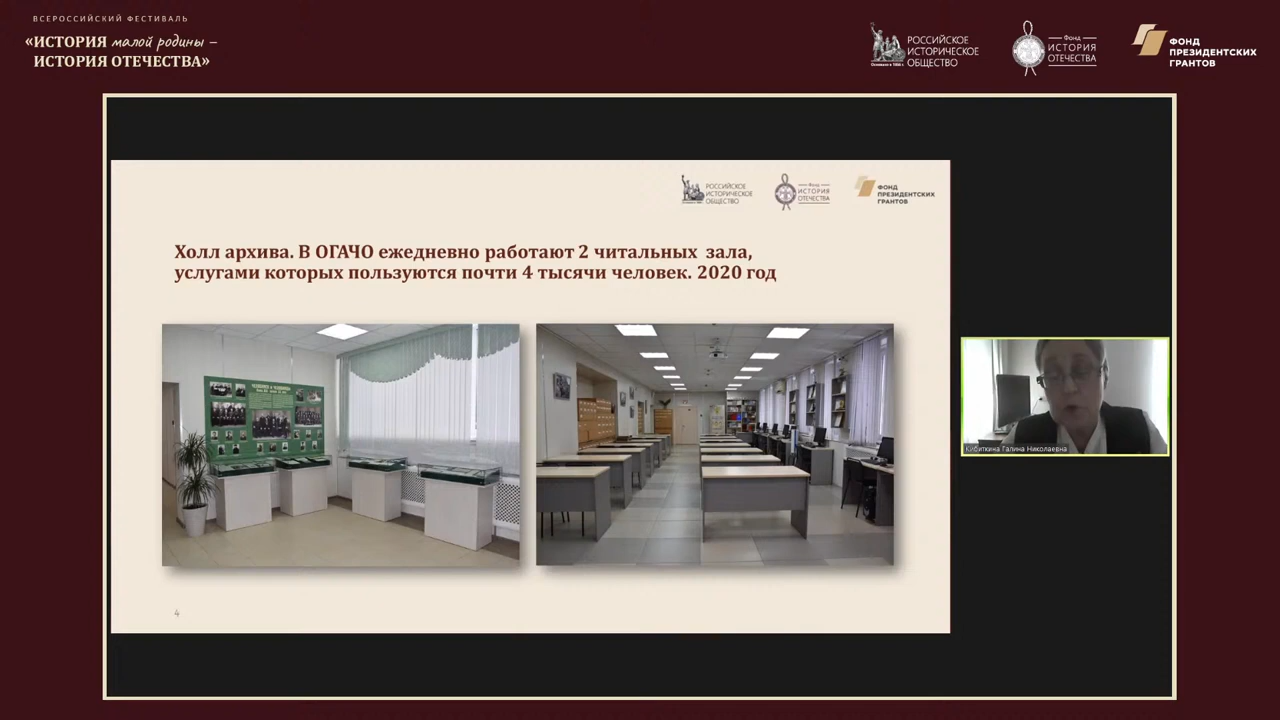 ВСЕРОССИЙСКИЙ ФЕСТИВАЛЬ
«ИСТОРИЯ малой родины –
ИСТОРИЯ ОТЕЧЕСТВА»
РОССИЙСКОЕ
ИСТОРИЧЕСКОЕ
ОБЩЕСТВО
Фонд
ИСТОРИЯ
ОТЕЧЕСТВА
ФОНД
ПРЕЗИДЕНТСКИХ
ГРАНТОВ
РОССИЙСКОЕ
ИСТОРИЧЕСКОЕ
ОБЩЕСТВО
Фонд
ИСТОРИЯ
ОТЕЧЕСТВА
ФОНД
ПРЕЗИДЕНТСКИХ
ГРАНТОВ
Холл архива. В ОГАЧО ежедневно работают 2 читальных зала,
услугами которых пользуются почти 4 тысячи человек. 2020 год
Кибиткина Галина Николаевна
4